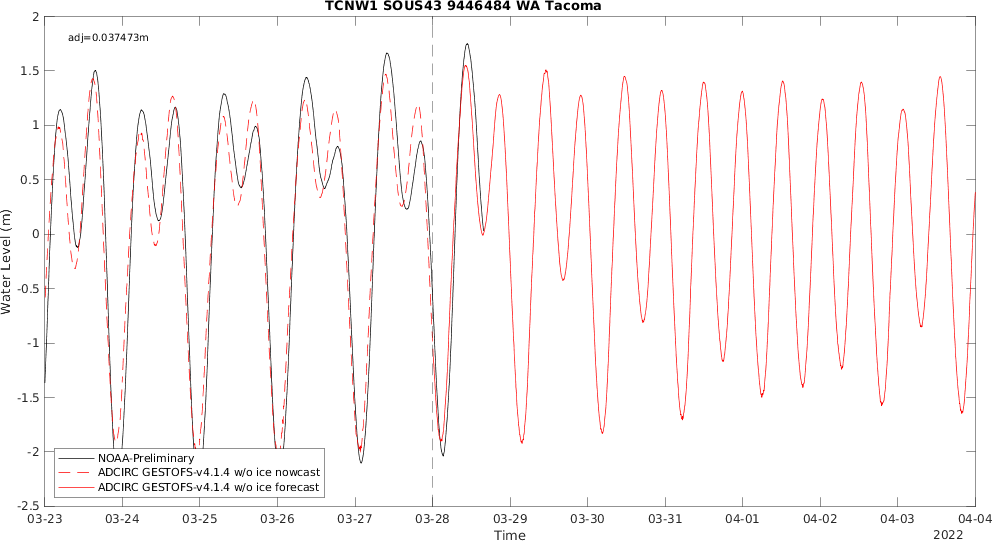 TCNW1 SOUS43 9446484 WA Tacoma
adj=0.037473m
2
1.5
1
0.5
0
-0.5
-1
-1.5
-2
-2.5
Water Level (m)
NOAA-Preliminary
ADCIRC GESTOFS-v4.1.4 w/o ice nowcast
ADCIRC GESTOFS-v4.1.4 w/o ice forecast
03-23 03-24 03-25 03-26 03-27 03-28 03-29 03-30 03-31 04-01 04-02 04-03 04-04
Time
2022